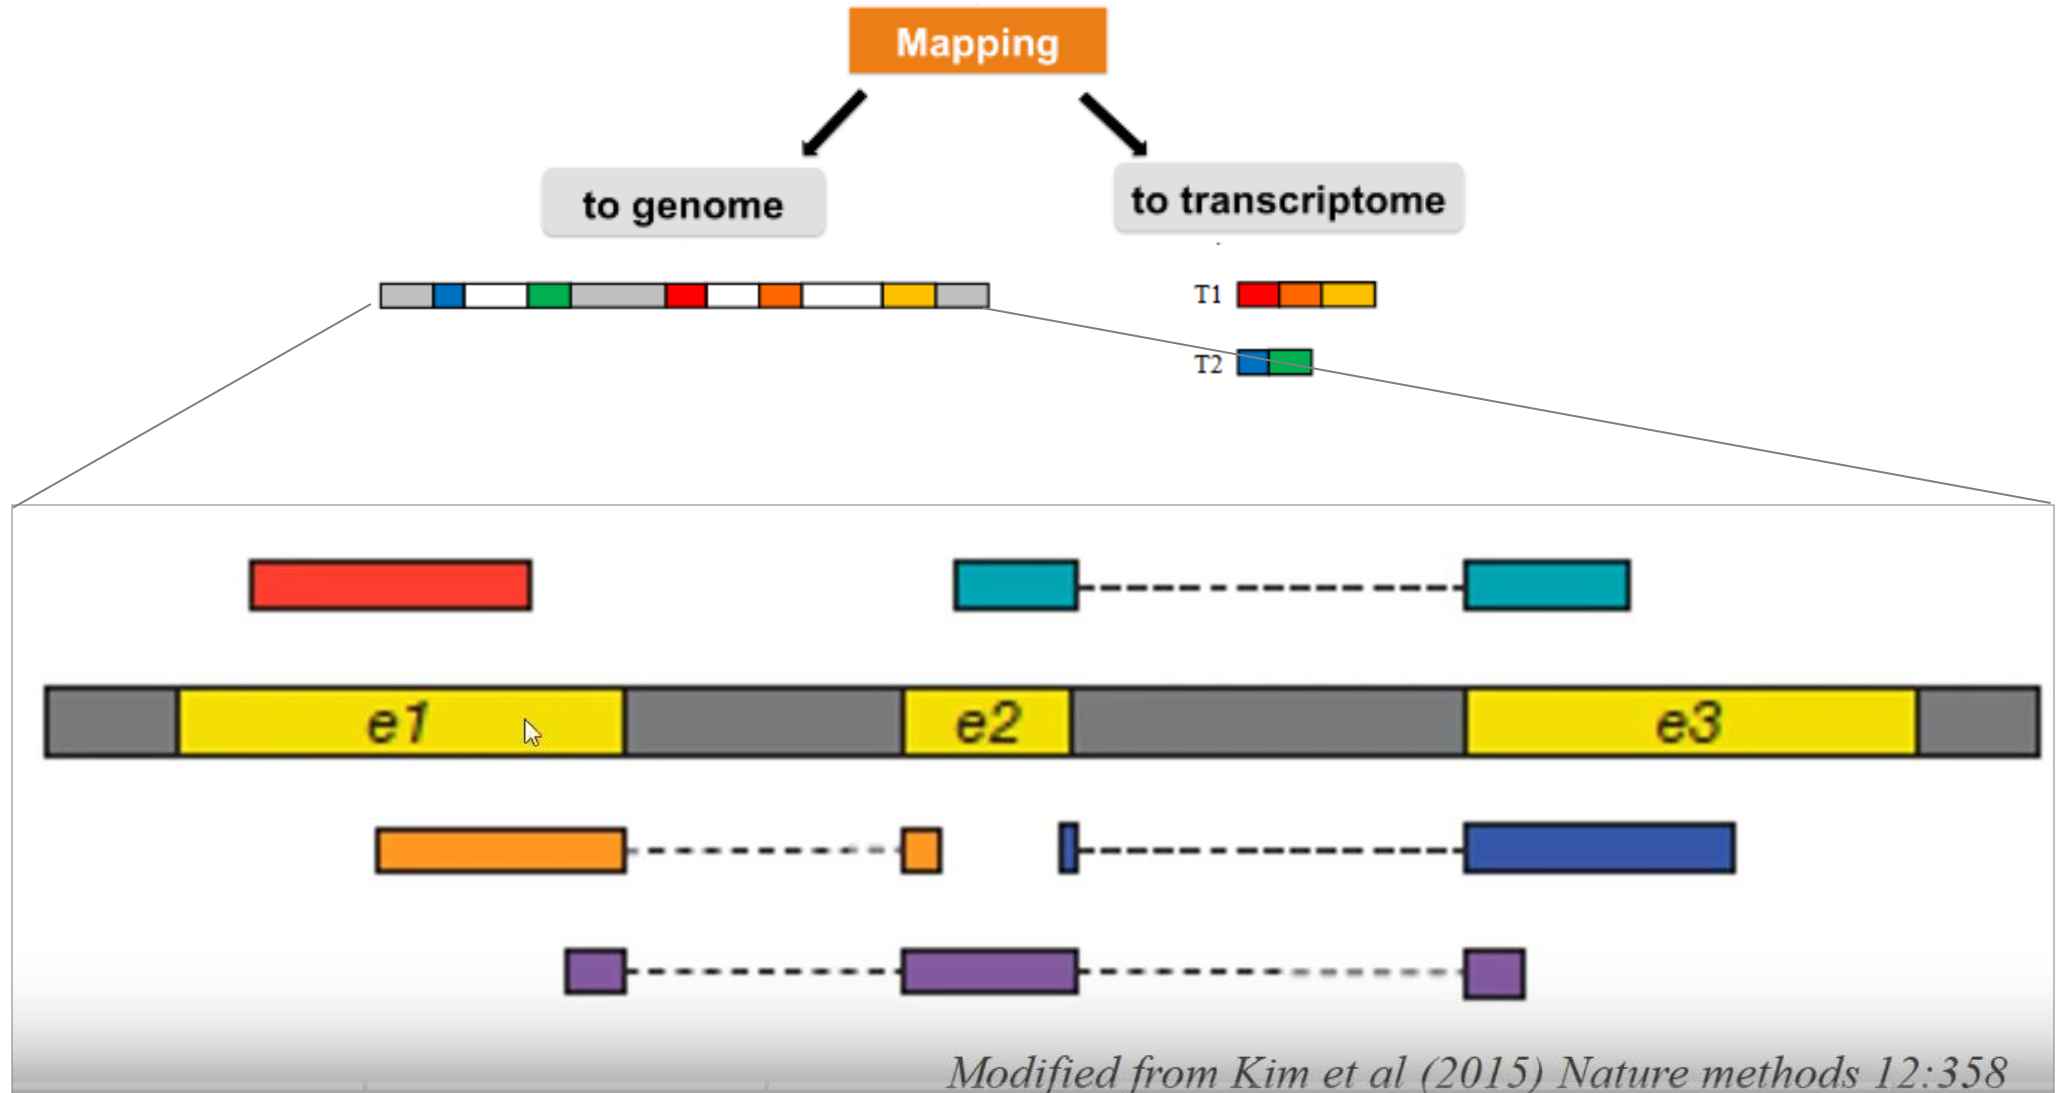 Mapping
to genome
to transcriptome
T1
T2
e1
e2
e3
Modified from Kim et al (2015) Nature methods 12:358